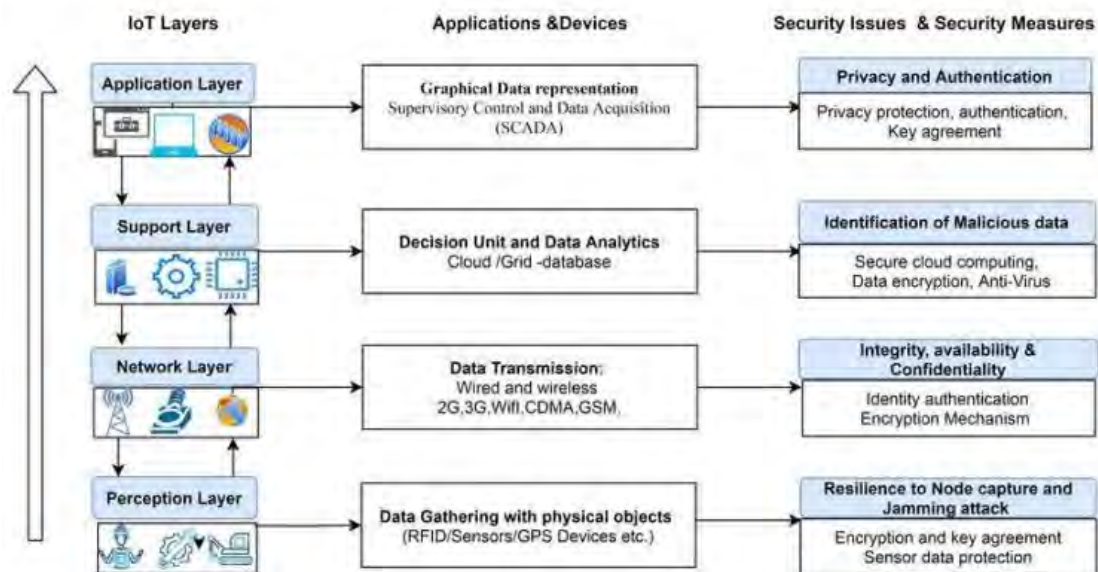 IoT Layers
Applications &Devices
Security Issues & Security Measures
Application Layer
Graphical Data representation
Supervisory Control and Data Acquisition
(SCADA)
Privacy and Authentication
Privacy protection, authentication,
Key agreement
Support Layer
Decision Unit and Data Analytics
Cloud /Grid -database
Identification of Malicious data
Secure cloud computing,
Data encryption, Anti-Virus
Network Layer
Data Transmission:
Wired and wireless
2G,3G,Wifi,CDMA,GSM,
Integrity, availability &
Confidentiality
Identity authentication
Encryption Mechanism
Perception Layer
Data Gathering with physical objects
(RFID/Sensors/GPS Devices etc.)
Resilience to Node capture and
Jamming attack
Encryption and key agreement
Sensor data protection